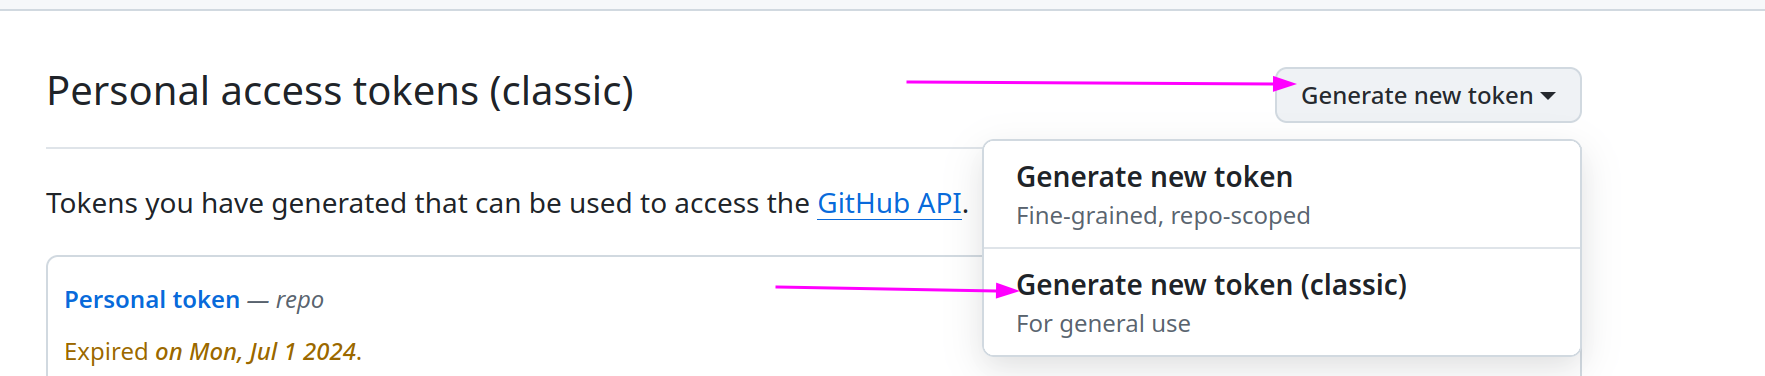 Personal access tokens (classic)
Generate new token
Generate new token
Fine-grained, repo-scoped
Tokens you have generated that can be used to access the GitHub API.
Generate new token (classic)
For general use
Personal token — repo
Expired on Mon, Jul 1 2024.